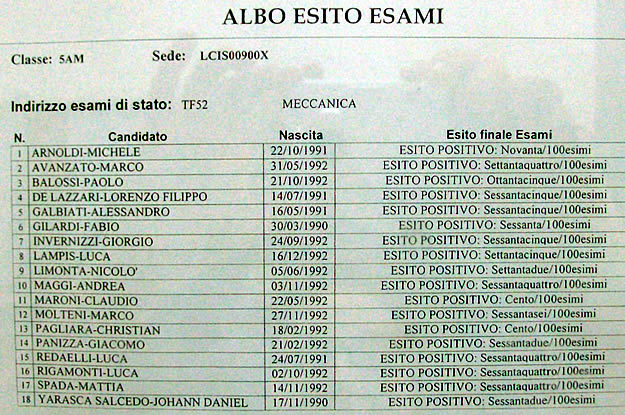 ALBO ESITO ESAMI
Classe: 5AM Sede: LCIS00900X
Indirizzo esami di stato: TF52 MECCANICA
N. Candidato Nascita Esito finale Esami
1 ARNOLDI-MICHELE 22/10/1991 ESITO POSITIVO: Novanta/100esimi
2 AVANZATO-MARCO 31/05/1992 ESITO POSITIVO: Settantaquattro/100esimi
3 BALOSSI-PAOLO 21/10/1992 ESITO POSITIVO: Ottantacinque/100esimi
4 DE LAZZARI-LORENZO FILIPPO 14/07/1991 ESITO POSITIVO: Sessantacinque/100esimi
5 GALBIATI-ALESSANDRO 16/05/1991 ESITO POSITIVO: Sessantacinque/100esimi
6 GILARDI-FABIO 30/03/1990 ESITO POSITIVO: Sessanta/100esimi
7 INVERNIZZI-GIORGIO 24/09/1992 ESITO POSITIVO: Sessantacinque/100esimi
8 LAMPIS-LUCA 16/12/1992 ESITO POSITIVO: Settantacinque/100esimi
9 LIMONTA-NICOLO' 05/06/1992 ESITO POSITIVO: Settantadue/100esimi
10 MAGGI-ANDREA 03/11/1992 ESITO POSITIVO: Sessantaquattro/100esimi
11 MARONI-CLAUDIO 22/05/1992 ESITO POSITIVO: Cento/100esimi
12 MOLTENI-MARCO 27/11/1992 ESITO POSITIVO: Sessantasei/100esimi
13 PAGLIARA-CHRISTIAN 18/02/1992 ESITO POSITIVO: Cento/100esimi
14 PANIZZA-GIACOMO 21/02/1992 ESITO POSITIVO: Sessantadue/100esimi
15 REDAELLI-LUCA 24/07/1991 ESITO POSITIVO: Sessantaquattro/100esimi
16 RIGAMONTI-LUCA 02/10/1992 ESITO POSITIVO: Sessantaquattro/100esimi
17 SPADA-MATTIA 14/11/1992 ESITO POSITIVO: Sessantaquattro/100esimi
18 YARASCA SALCEDO-JOHANN DANIEL 17/11/1990 ESITO POSITIVO: Sessantadue/100esimi